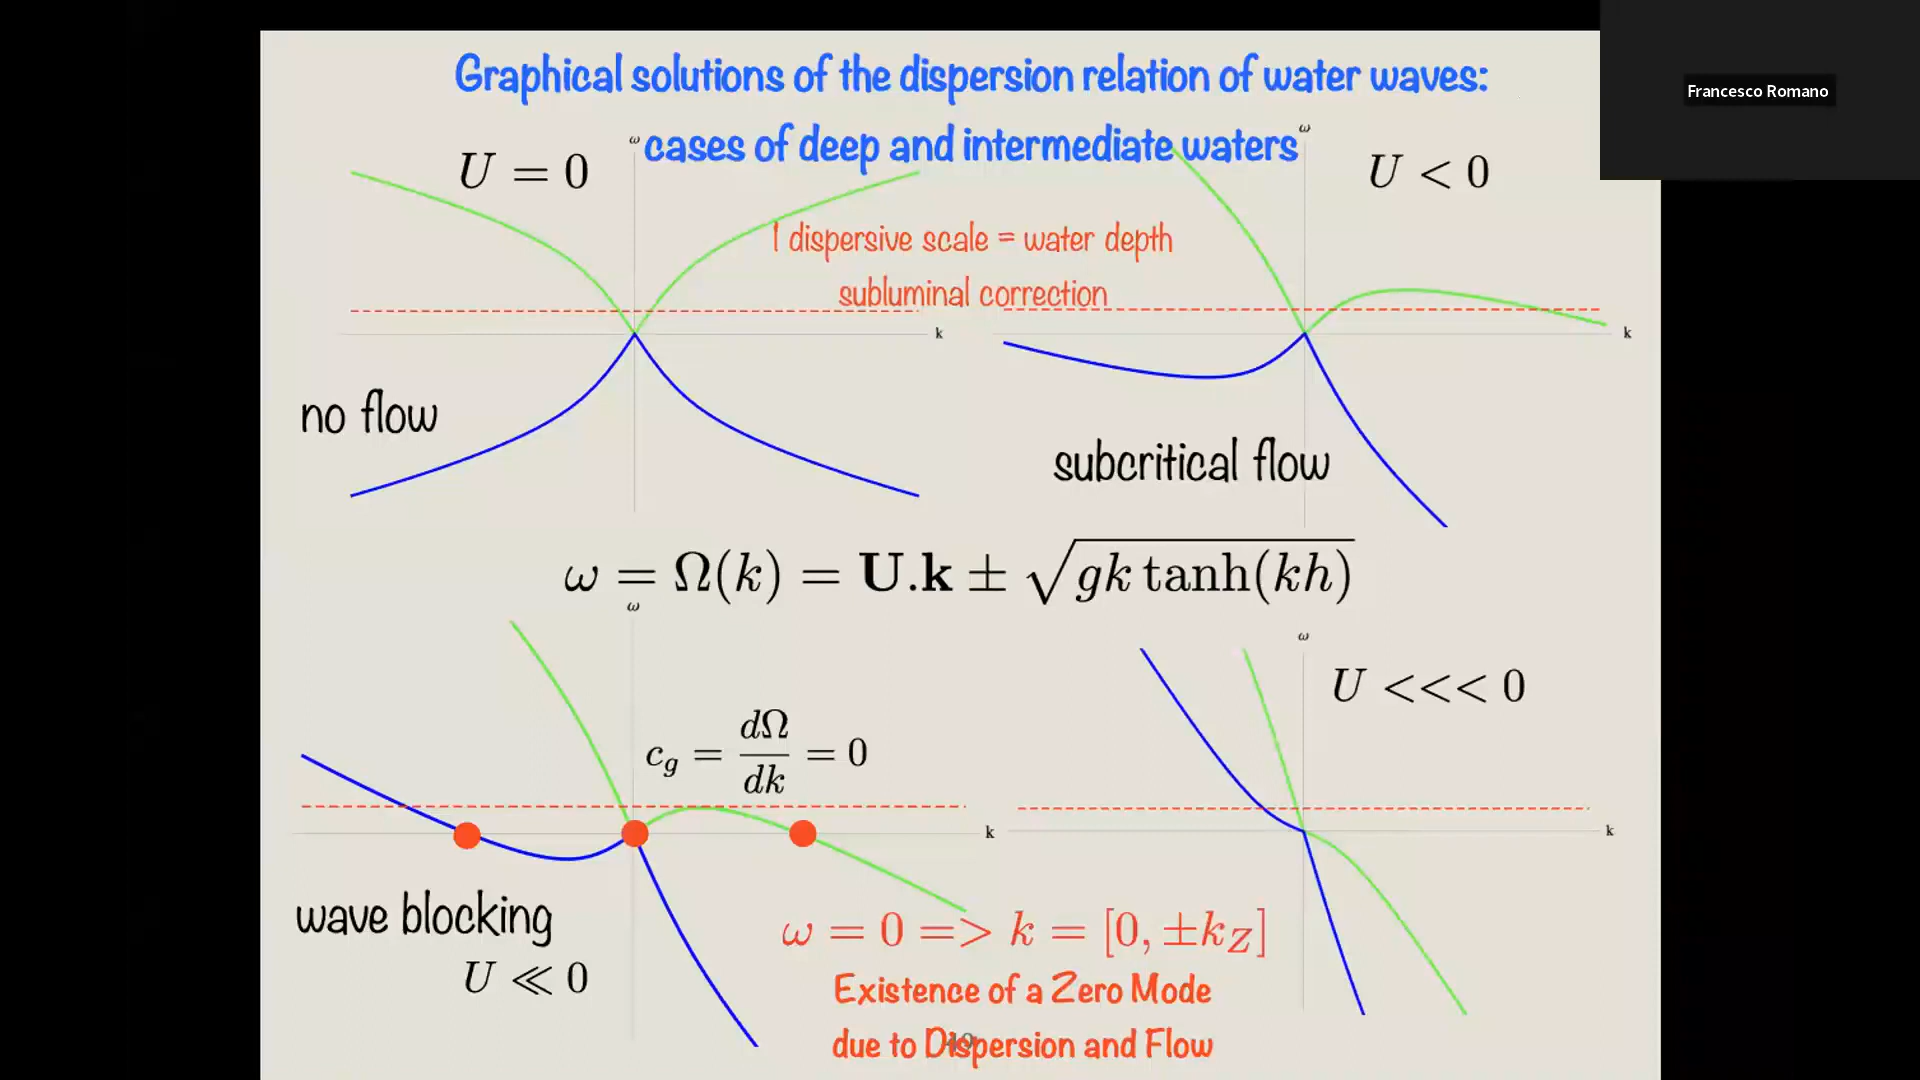 Francesco Romano
Graphical solutions of the dispersion relation of water waves:
cases of deep and intermediate waters
ω
ω
U = 0
U < 0
1 dispersive scale = water depth
subluminal correction
k
k
no flow
subcritical flow
ω = Ω(k) = U.k ± √(gk tanh(kh))
ω
ω
U <<< 0
c_g = dΩ/dk = 0
k
k
wave blocking
U ≪ 0
ω = 0 => k = [0, ±k_Z]
Existence of a Zero Mode
due to Dispersion and Flow